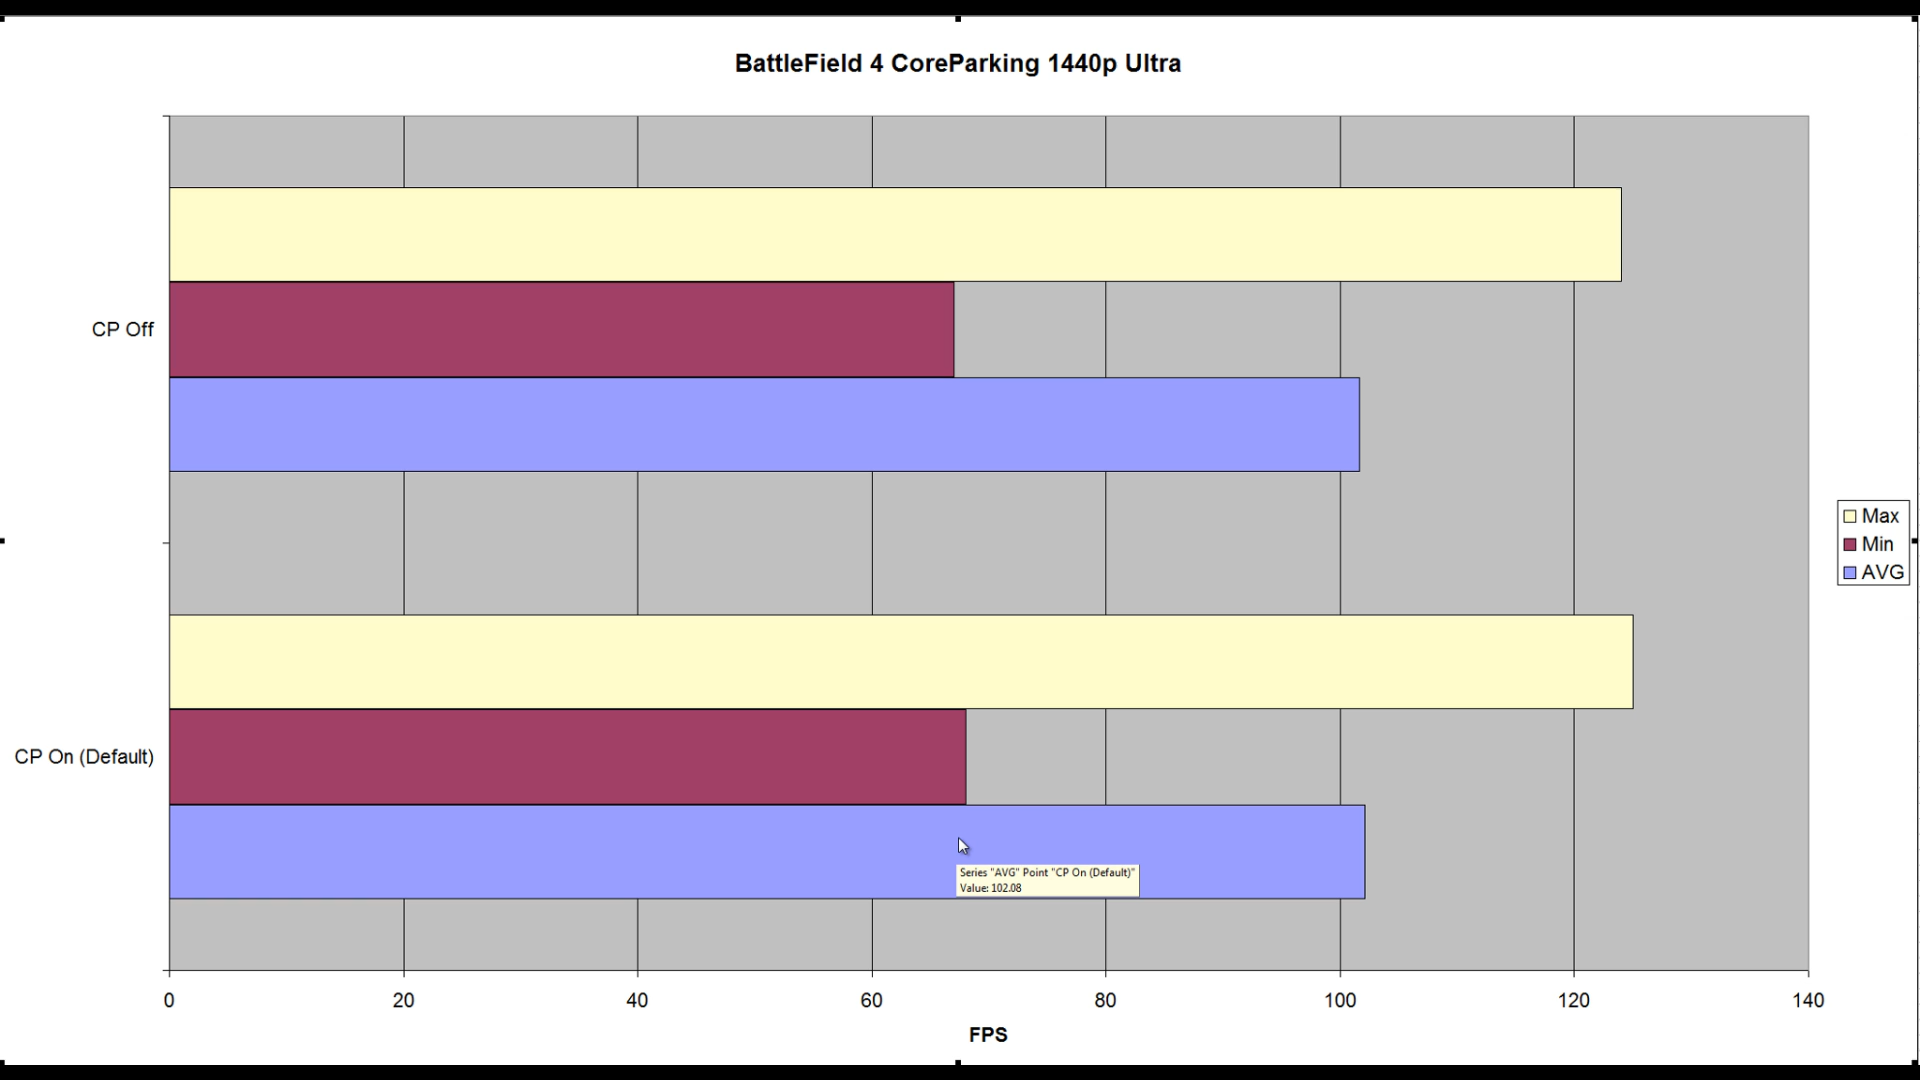 BattleField 4 CoreParking 1440p Ultra
CP Off
CP On (Default)
Max
Min
AVG
Series "AVG" Point "CP On (Default)"
Value: 102.08
0 20 40 60 80 100 120 140
FPS